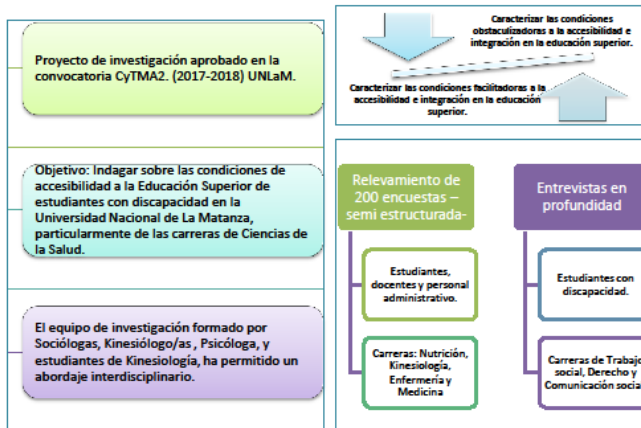 Proyecto de investigación aprobado en la
convocatoria CyTMA2. (2017-2018) UNLaM.
Objetivo: Indagar sobre las condiciones de
accesibilidad a la Educación Superior de
estudiantes con discapacidad en la
Universidad Nacional de La Matanza,
particularmente de las carreras de Ciencias de
la Salud.
El equipo de investigación formado por
Sociólogas, Kinesiólogo/as , Psicóloga, y
estudiantes de Kinesiología, ha permitido un
abordaje interdisciplinario.
Caracterizar las condiciones
obstaculizadoras a la accesibilidad e
integración en la educación superior.
Caracterizar las condiciones facilitadoras a la
accesibilidad e integración en la educación
superior.
Relevamiento de
200 encuestas –
semi estructurada-
Estudiantes,
docentes y personal
administrativo.
Carreras: Nutrición,
Kinesiología,
Enfermería y
Medicina
Entrevistas en
profundidad
Estudiantes con
discapacidad.
Carreras de Trabajo
social, Derecho y
Comunicación social